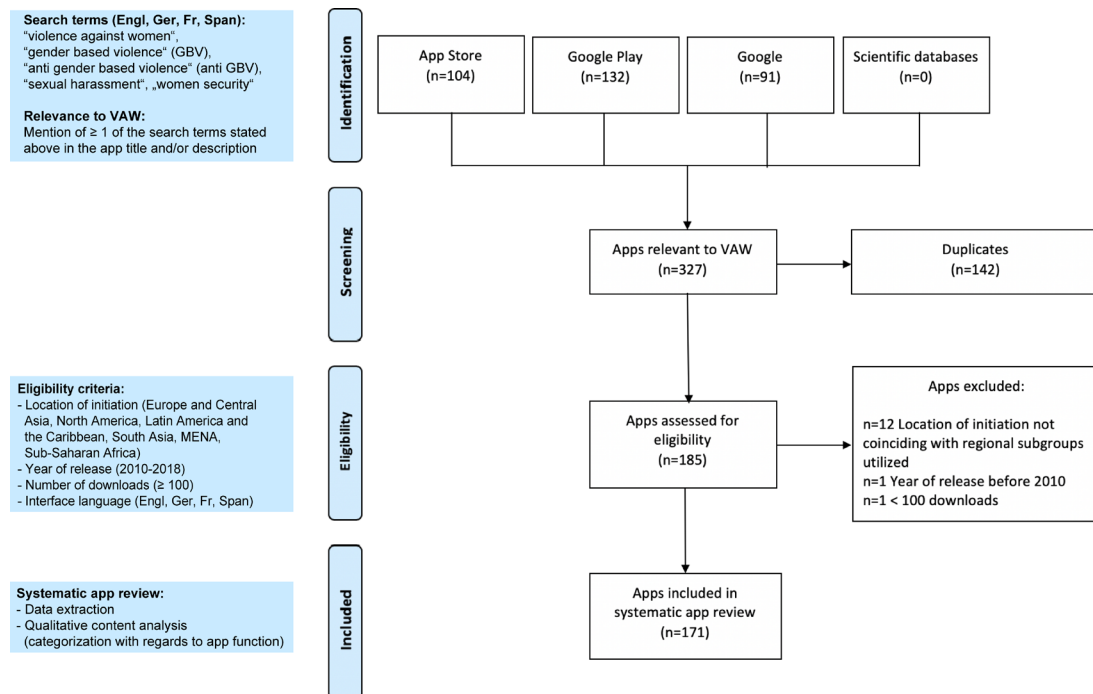 Search terms (Engl, Ger, Fr, Span):
“violence against women“,
“gender based violence“ (GBV),
“anti gender based violence“ (anti GBV),
“sexual harassment“, „women security“
Relevance to VAW:
Mention of ≥ 1 of the search terms stated
above in the app title and/or description
Identification
App Store
(n=104)
Google Play
(n=132)
Google
(n=91)
Scientific databases
(n=0)
Screening
Apps relevant to VAW
(n=327)
Duplicates
(n=142)
Eligibility criteria:
- Location of initiation (Europe and Central
Asia, North America, Latin America and
the Caribbean, South Asia, MENA,
Sub-Saharan Africa)
- Year of release (2010-2018)
- Number of downloads (≥ 100)
- Interface language (Engl, Ger, Fr, Span)
Eligibility
Apps assessed for
eligibility
(n=185)
Apps excluded:
n=12 Location of initiation not
coinciding with regional subgroups
utilized
n=1 Year of release before 2010
n=1 < 100 downloads
Systematic app review:
- Data extraction
- Qualitative content analysis
(categorization with regards to app function)
Included
Apps included in
systematic app review
(n=171)